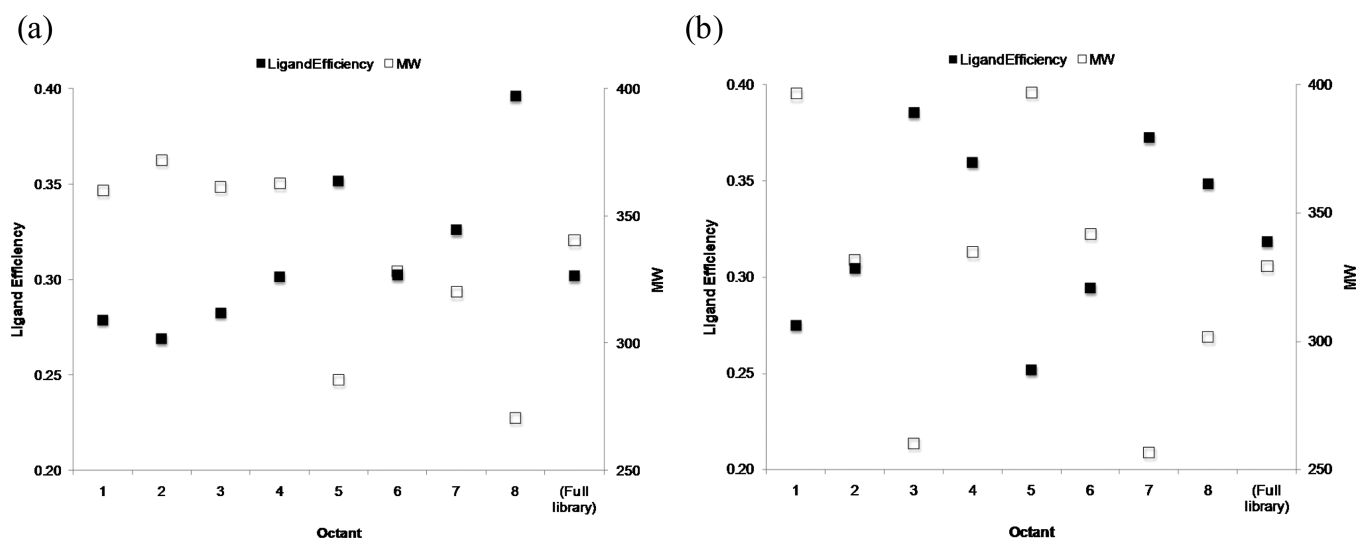 (a)
LigandEfficiency MW
0.40
0.35
0.30
0.25
0.20
Ligand Efficiency
400
350
300
250
MW
1 2 3 4 5 6 7 8 (Full
library)
Octant
(b)
LigandEfficiency MW
0.40
0.35
0.30
0.25
0.20
Ligand Efficiency
400
350
300
250
MW
1 2 3 4 5 6 7 8 (Full
library)
Octant